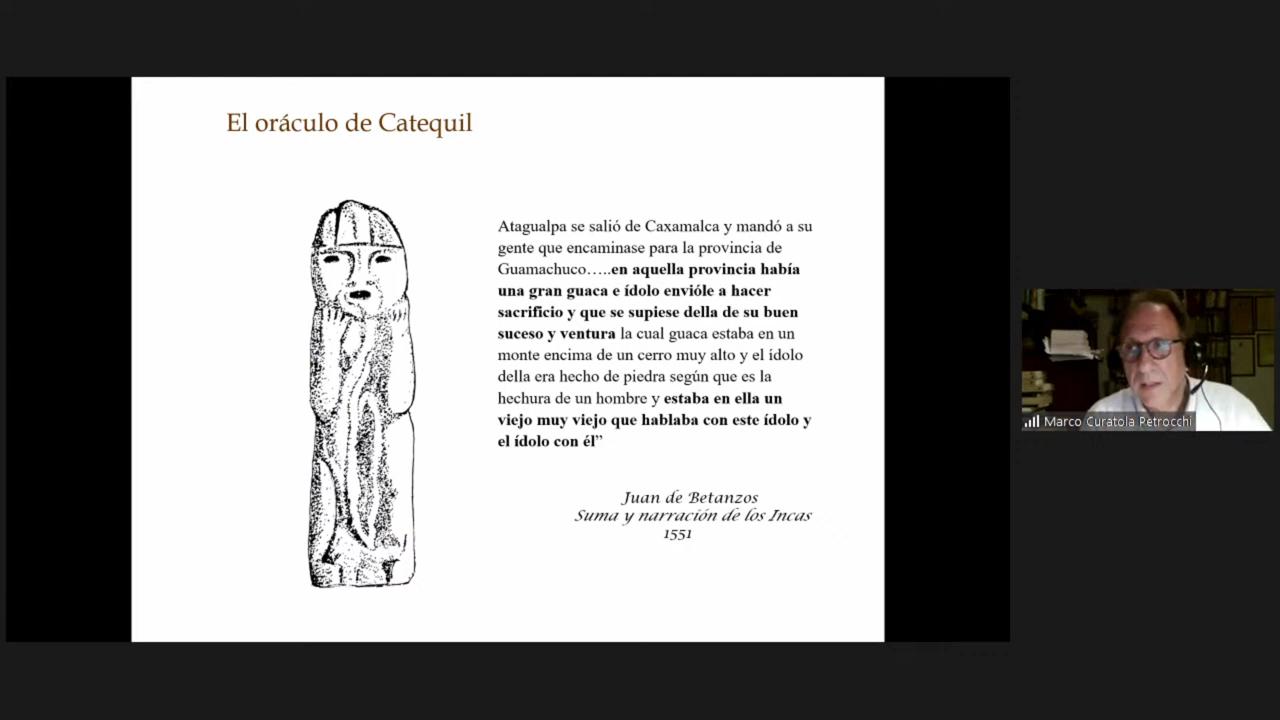 El oráculo de Catequil
Atagualpa se salió de Caxamalca y mandó a su
gente que encaminase para la provincia de
Guamachuco…..en aquella provincia había
una gran guaca e ídolo envióle a hacer
sacrificio y que se supiese della de su buen
suceso y ventura la cual guaca estaba en un
monte encima de un cerro muy alto y el ídolo
della era hecho de piedra según que es la
hechura de un hombre y estaba en ella un
viejo muy viejo que hablaba con este ídolo y
el ídolo con él”
Juan de Betanzos
Suma y narración de los Incas
1551
Marco Curatola Petrocchi